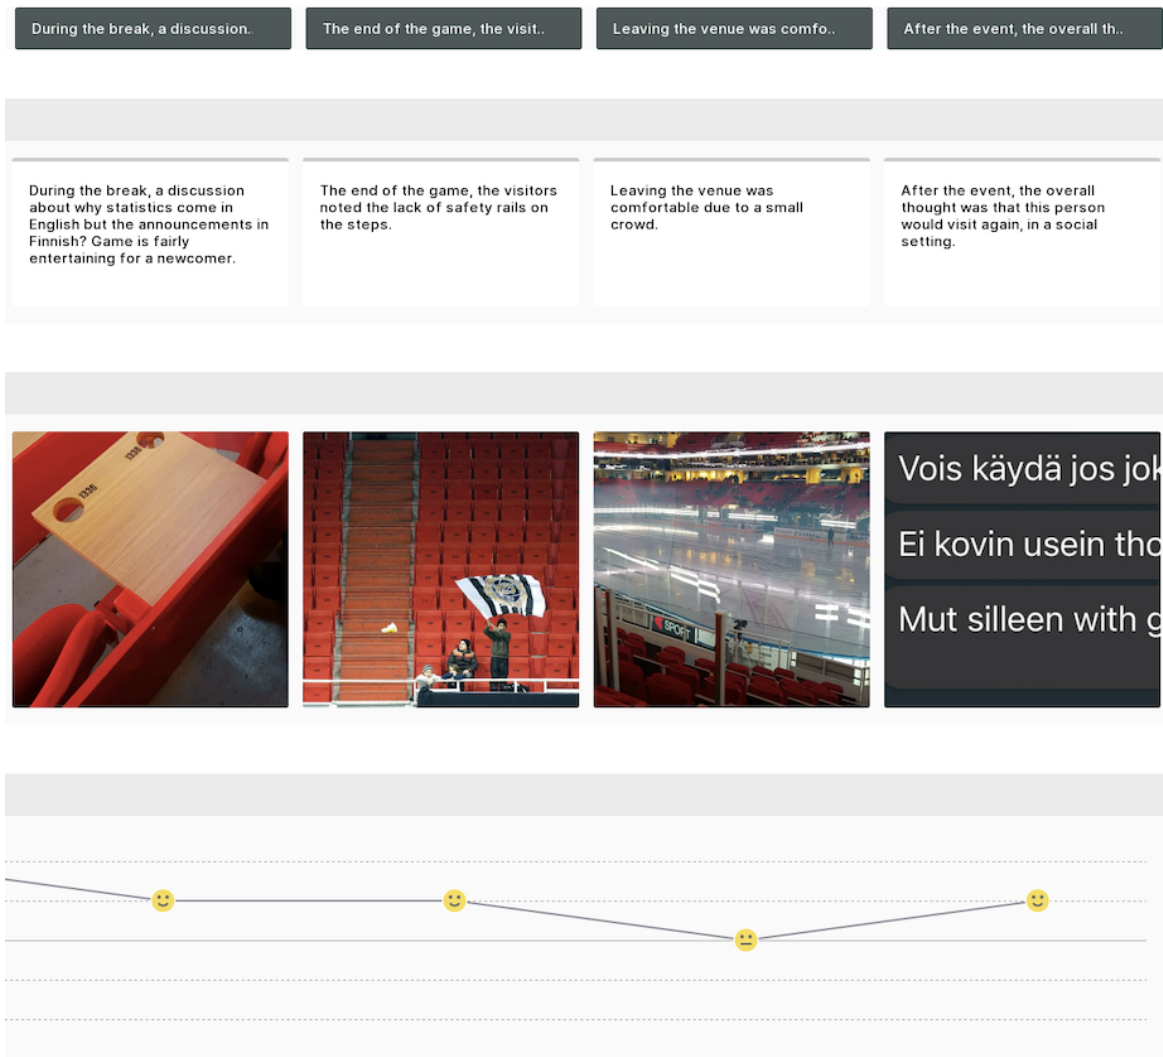 During the break, a discussion..
The end of the game, the visit..
Leaving the venue was comfo..
After the event, the overall th..
During the break, a discussion
about why statistics come in
English but the announcements in
Finnish? Game is fairly
entertaining for a newcomer.
The end of the game, the visitors
noted the lack of safety rails on
the steps.
Leaving the venue was
comfortable due to a small
crowd.
After the event, the overall
thought was that this person
would visit again, in a social
setting.
1338
1336
SPORT
Vois käydä jos jok
Ei kovin usein tho
Mut silleen with g